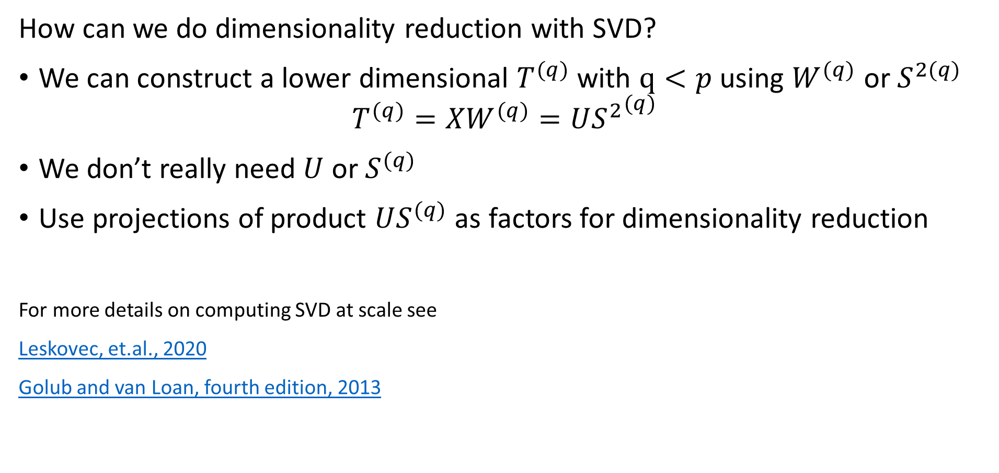 How can we do dimensionality reduction with SVD?
• We can construct a lower dimensional 𝑇^(𝑞) with q < 𝑝 using 𝑊^(𝑞) or 𝑆^2(𝑞)
𝑇^(𝑞) = 𝑋𝑊^(𝑞) = 𝑈𝑆^2^(𝑞)
• We don’t really need 𝑈 or 𝑆^(𝑞)
• Use projections of product 𝑈𝑆^(𝑞) as factors for dimensionality reduction
For more details on computing SVD at scale see
Leskovec, et.al., 2020
Golub and van Loan, fourth edition, 2013